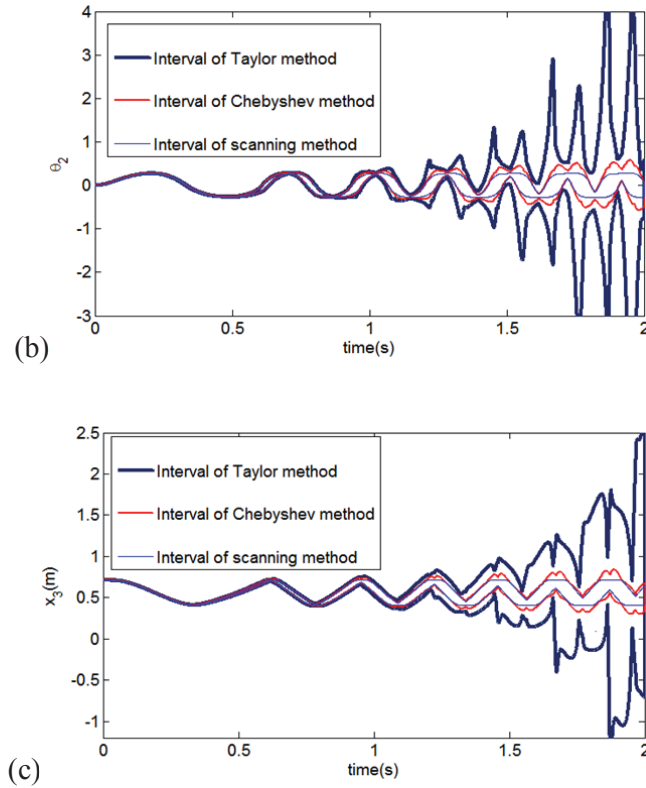 4
3
2
1
0
-1
-2
-3
θ2
Interval of Taylor method
Interval of Chebyshev method
Interval of scanning method
0 0.5 1 1.5 2
time(s)
(b)
2.5
2
1.5
1
0.5
0
-0.5
-1
x_3(m)
Interval of Taylor method
Interval of Chebyshev method
Interval of scanning method
0 0.5 1 1.5 2
time(s)
(c)